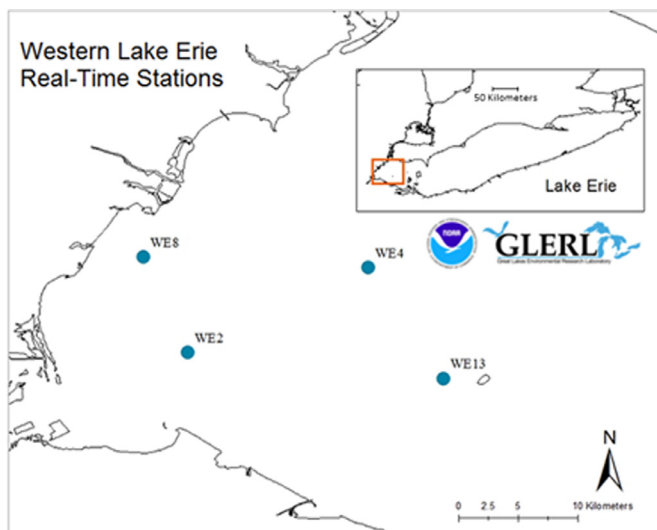 Western Lake Erie
Real-Time Stations
50 Kilometers
Lake Erie
NOAA
GLERL
Great Lakes Environmental Research Laboratory
WE8
WE4
WE2
WE13
N
0 2.5 5 10 Kilometers